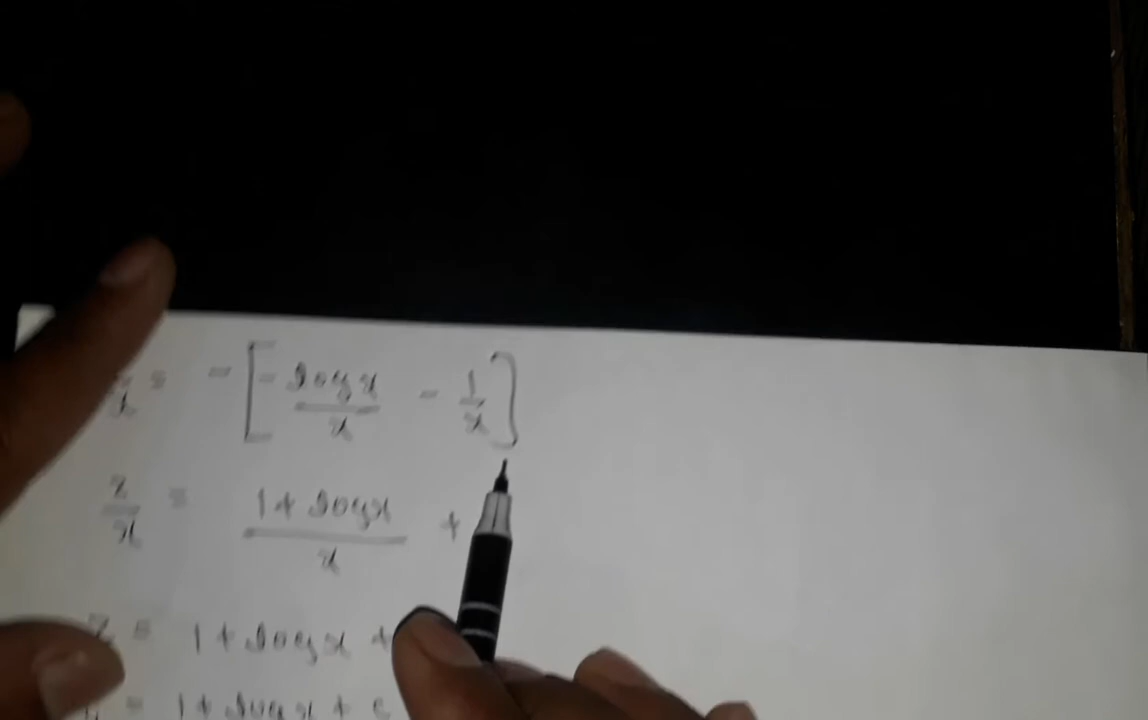 = - [ - log x / x - 1/x ]
z/x = 1 + log x / x +
z = 1 + log x +
= 1 + log x + c